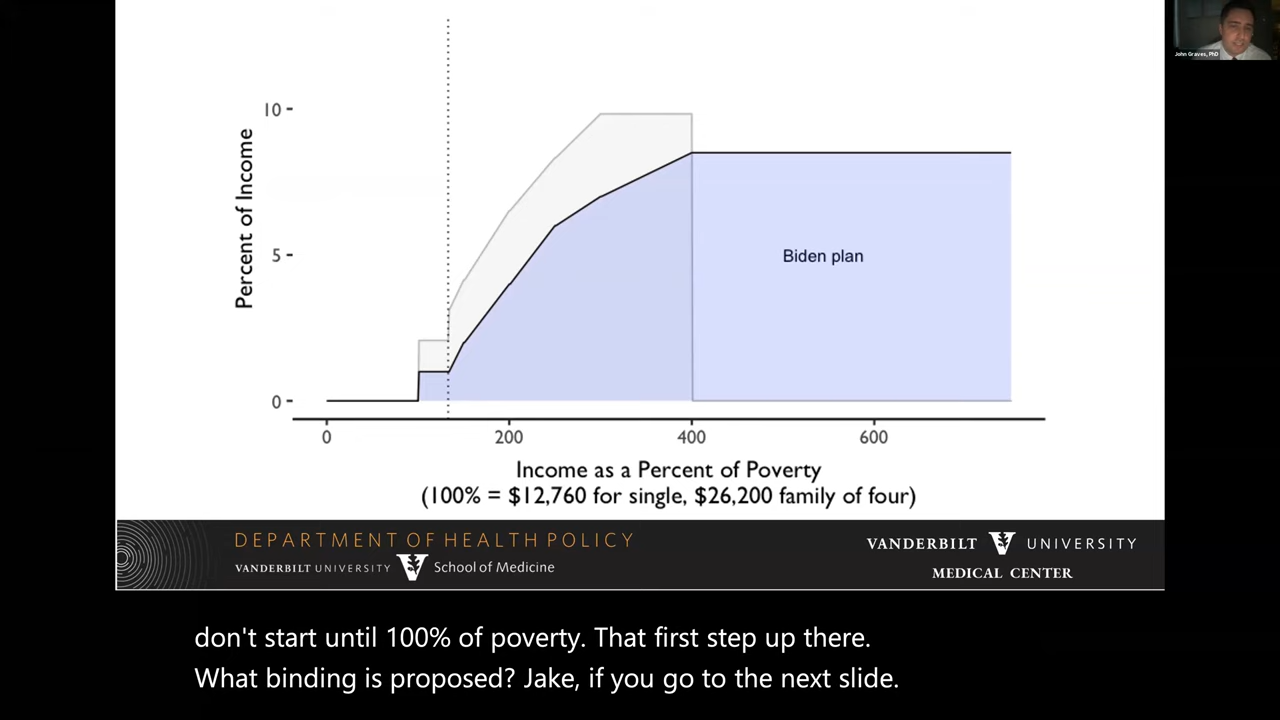 John Graves, PhD
10
5
0
Percent of Income
Biden plan
0 200 400 600
Income as a Percent of Poverty
(100% = $12,760 for single, $26,200 family of four)
DEPARTMENT OF HEALTH POLICY
VANDERBILT UNIVERSITY School of Medicine
VANDERBILT UNIVERSITY
MEDICAL CENTER
don't start until 100% of poverty. That first step up there.
What binding is proposed? Jake, if you go to the next slide.